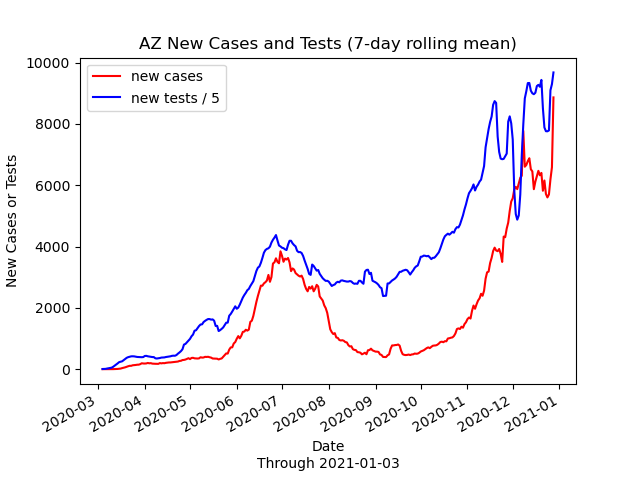 AZ New Cases and Tests (7-day rolling mean)
new cases
new tests / 5
New Cases or Tests
10000
8000
6000
4000
2000
0
2020-03
2020-04
2020-05
2020-06
2020-07
2020-08
2020-09
2020-10
2020-11
2020-12
2021-01
Date
Through 2021-01-03